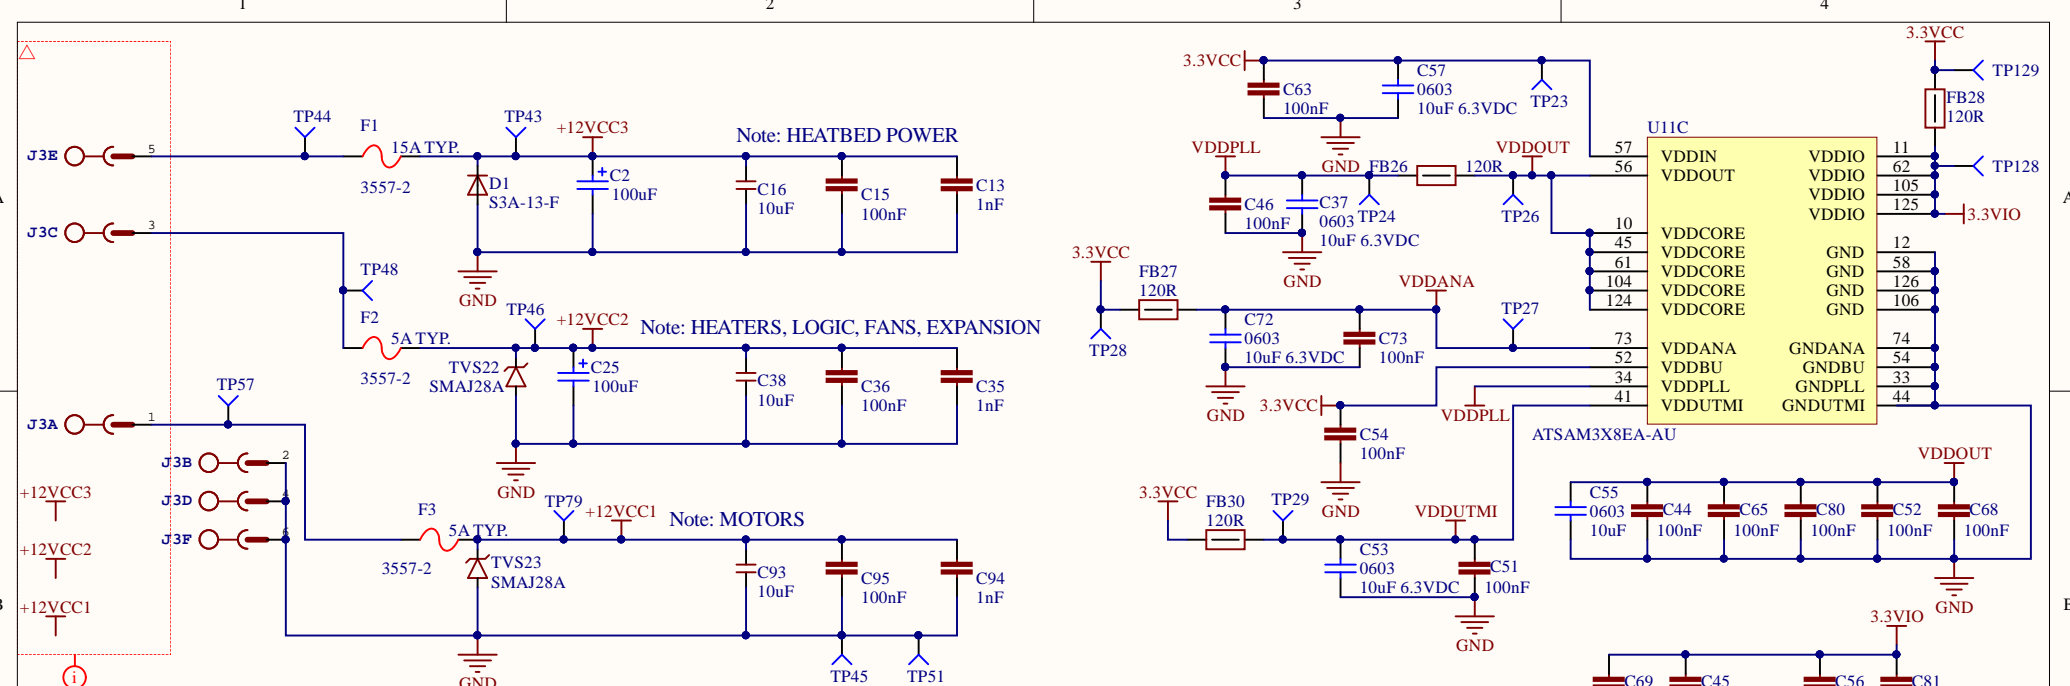 1
2
3
4
A
A
B
B
J3E
5
TP44
F1
15A TYP.
3557-2
TP43
+12VCC3
Note: HEATBED POWER
D1
S3A-13-F
C2
100uF
C16
10uF
C15
100nF
C13
1nF
GND
J3C
3
TP48
F2
5A TYP.
3557-2
TP46
+12VCC2
Note: HEATERS, LOGIC, FANS, EXPANSION
TVS22
SMAJ28A
C25
100uF
C38
10uF
C36
100nF
C35
1nF
GND
J3A
1
TP57
J3B
2
J3D
4
J3F
6
+12VCC3
+12VCC2
+12VCC1
i
F3
5A TYP.
3557-2
TP79
+12VCC1
Note: MOTORS
TVS23
SMAJ28A
C93
10uF
C95
100nF
C94
1nF
GND
TP45
TP51
3.3VCC
C63
100nF
C57
0603
10uF 6.3VDC
TP23
GND
VDDPLL
C46
100nF
C37
0603
10uF 6.3VDC
TP24
FB26
120R
VDDOUT
TP26
GND
3.3VCC
TP28
FB27
120R
C72
0603
10uF 6.3VDC
C73
100nF
VDDANA
TP27
GND
3.3VCC
C54
100nF
GND
VDDPLL
3.3VCC
FB30
120R
TP29
C53
0603
10uF 6.3VDC
VDDUTMI
C51
100nF
GND
U11C
57 VDDIN
56 VDDOUT
10 VDDCORE
45 VDDCORE
61 VDDCORE
104 VDDCORE
124 VDDCORE
73 VDDANA
52 VDDBU
34 VDDPLL
41 VDDUTMI
VDDIO 11
VDDIO 62
VDDIO 105
VDDIO 125
GND 12
GND 58
GND 126
GND 106
GNDANA 74
GNDBU 54
GNDPLL 33
GNDUTMI 44
ATSAM3X8EA-AU
3.3VCC
TP129
FB28
120R
TP128
3.3VIO
VDDOUT
C55
0603
10uF
C44
100nF
C65
100nF
C80
100nF
C52
100nF
C68
100nF
GND
3.3VIO
C69
C45
C56
C81